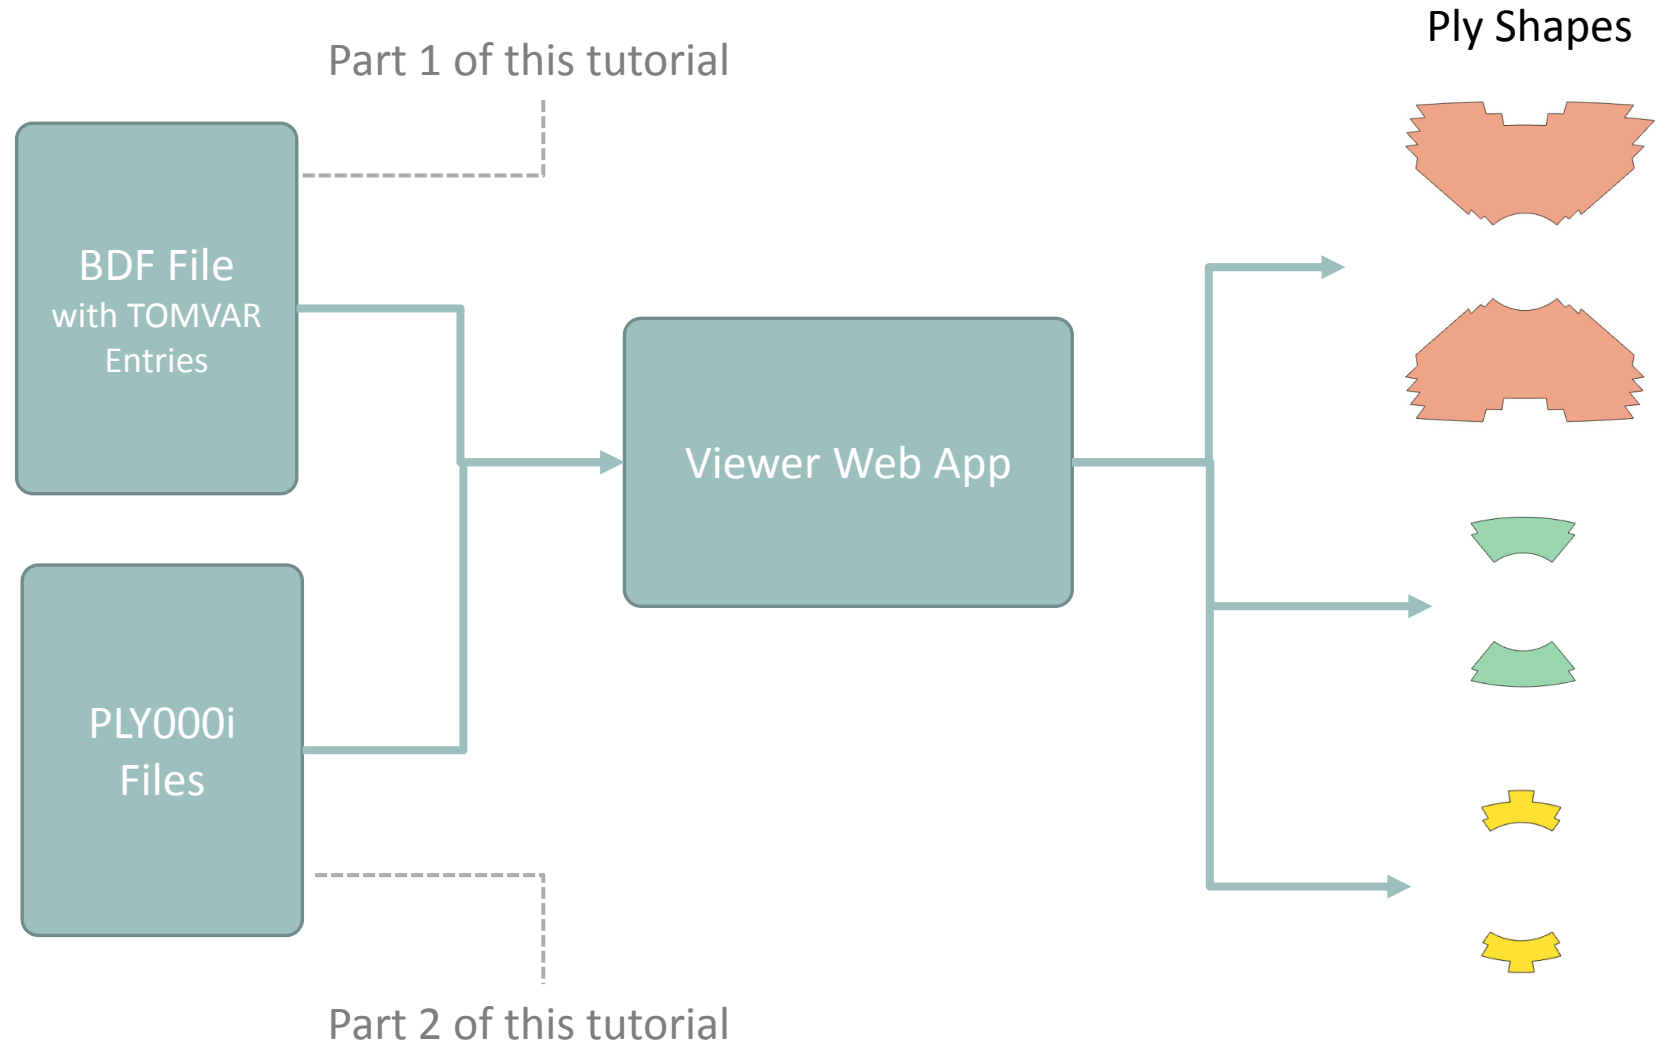 Ply Shapes
Part 1 of this tutorial
BDF File
with TOMVAR
Entries
Viewer Web App
PLY000i
Files
Part 2 of this tutorial